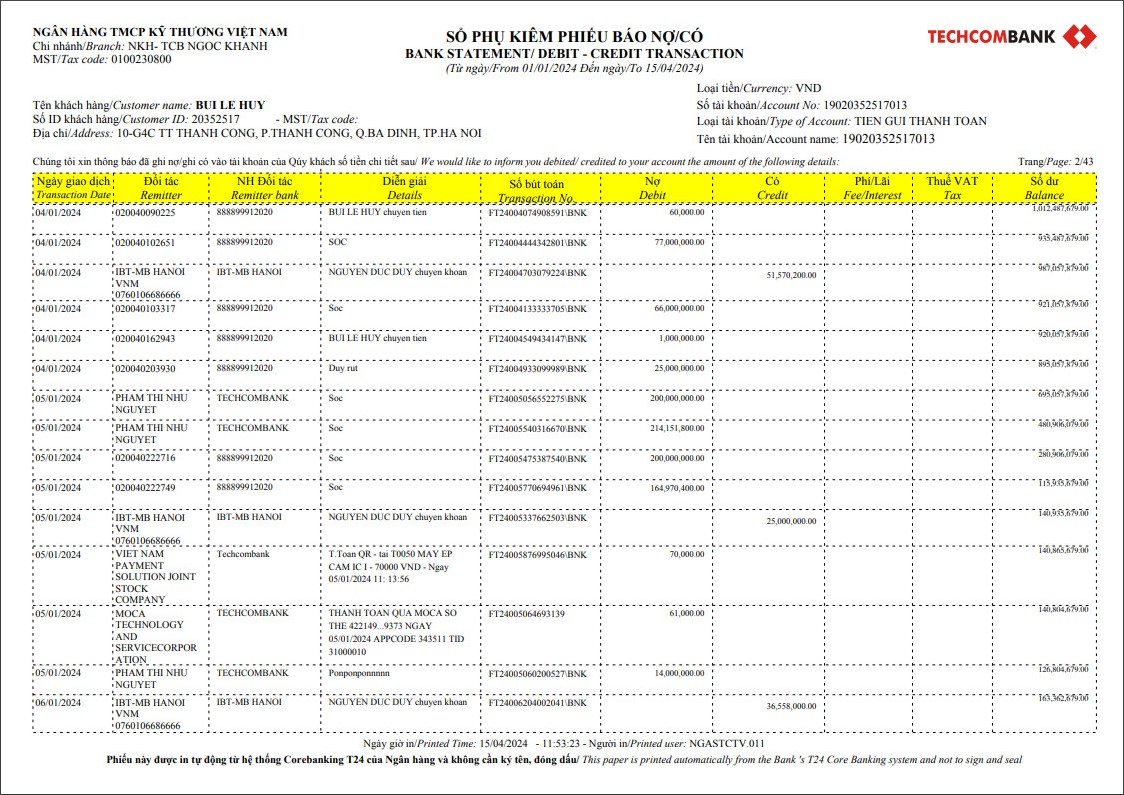 NGÂN HÀNG TMCP KỸ THƯƠNG VIỆT NAM
Chi nhánh/Branch: NKH- TCB NGOC KHANH
MST/Tax code: 0100230800
SỔ PHỤ KIÊM PHIẾU BÁO NỢ/CÓ
BANK STATEMENT/ DEBIT - CREDIT TRANSACTION
(Từ ngày/From 01/01/2024 Đến ngày/To 15/04/2024)
TECHCOMBANK
Loại tiền/Currency: VND
Tên khách hàng/Customer name: BUI LE HUY
Số tài khoản/Account No: 19020352517013
Số ID khách hàng/Customer ID: 20352517 - MST/Tax code:
Loại tài khoản/Type of Account: TIEN GUI THANH TOAN
Địa chỉ/Address: 10-G4C TT THANH CONG, P.THANH CONG, Q.BA DINH, TP.HA NOI
Tên tài khoản/Account name: 19020352517013
Chúng tôi xin thông báo đã ghi nợ/ghi có vào tài khoản của Qúy khách số tiền chi tiết sau/ We would like to inform you debited/ credited to your account the amount of the following details: Trang/Page: 2/43
Ngày giao dịch Đối tác NH Đối tác Diễn giải Số bút toán Nợ Có Phí/Lãi Thuế VAT Số dư
Transaction Date Remitter Remitter bank Details Transaction No. Debit Credit Fee/Interest Tax Balance
04/01/2024 020040090225 888899912020 BUI LE HUY chuyen tien FT24004074908591\BNK 60,000.00 1,012,487,679.00
04/01/2024 020040102651 888899912020 SOC FT24004444342801\BNK 77,000,000.00 935,487,679.00
04/01/2024 IBT-MB HANOI IBT-MB HANOI NGUYEN DUC DUY chuyen khoan FT24004703079224\BNK 51,570,200.00 987,057,879.00
VNM
0760106686666
04/01/2024 020040103317 888899912020 Soc FT24004133333705\BNK 66,000,000.00 921,057,879.00
04/01/2024 020040162943 888899912020 BUI LE HUY chuyen tien FT24004549434147\BNK 1,000,000.00 920,057,879.00
04/01/2024 020040203930 888899912020 Duy rut FT24004933099989\BNK 25,000,000.00 895,057,879.00
05/01/2024 PHAM THI NHU TECHCOMBANK Soc FT24005056552275\BNK 200,000,000.00 695,057,879.00
NGUYET
05/01/2024 PHAM THI NHU TECHCOMBANK Soc FT24005540316670\BNK 214,151,800.00 480,906,079.00
NGUYET
05/01/2024 020040222716 888899912020 Soc FT24005475387540\BNK 200,000,000.00 280,906,079.00
05/01/2024 020040222749 888899912020 Soc FT24005770694961\BNK 164,970,400.00 115,935,679.00
05/01/2024 IBT-MB HANOI IBT-MB HANOI NGUYEN DUC DUY chuyen khoan FT24005337662503\BNK 25,000,000.00 140,935,679.00
VNM
0760106686666
05/01/2024 VIET NAM Techcombank T.Toan QR - tai T0050 MAY EP FT24005876995046\BNK 70,000.00 140,865,679.00
PAYMENT CAM IC I - 70000 VND - Ngay
SOLUTION JOINT 05/01/2024 11: 13:56
STOCK
COMPANY
05/01/2024 MOCA TECHCOMBANK THANH TOAN QUA MOCA SO FT24005064693139 61,000.00 140,804,679.00
TECHNOLOGY THE 422149...9373 NGAY
AND 05/01/2024 APPCODE 343511 TID
SERVICECORPOR 31000010
ATION
05/01/2024 PHAM THI NHU TECHCOMBANK Ponponponnnnn FT24005060200527\BNK 14,000,000.00 126,804,679.00
NGUYET
06/01/2024 IBT-MB HANOI IBT-MB HANOI NGUYEN DUC DUY chuyen khoan FT24006204002041\BNK 36,558,000.00 163,362,679.00
VNM
0760106686666
Ngày giờ in/Printed Time: 15/04/2024 - 11:53:23 - Người in/Printed user: NGASTCTV.011
Phiếu này được in tự động từ hệ thống Corebanking T24 của Ngân hàng và không cần ký tên, đóng dấu/ This paper is printed automatically from the Bank 's T24 Core Banking system and not to sign and seal